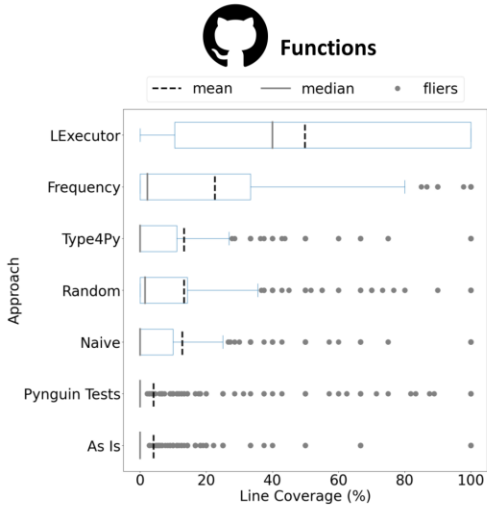 Functions
mean median fliers
LExecutor
Frequency
Type4Py
Random
Naive
Pynguin Tests
As Is
Approach
0 20 40 60 80 100
Line Coverage (%)